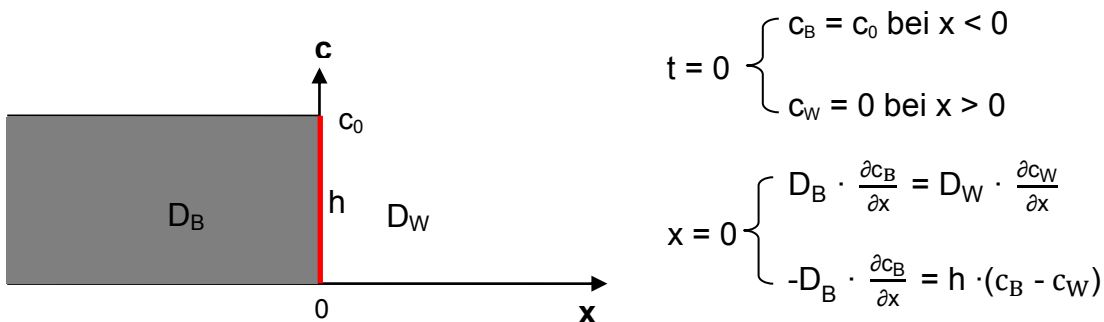 c
c₀
h
D_B
D_W
0
x
t = 0
c_B = c₀ bei x < 0
c_W = 0 bei x > 0
x = 0
D_B · ∂c_B/∂x = D_W · ∂c_W/∂x
-D_B · ∂c_B/∂x = h ·(c_B - c_W)